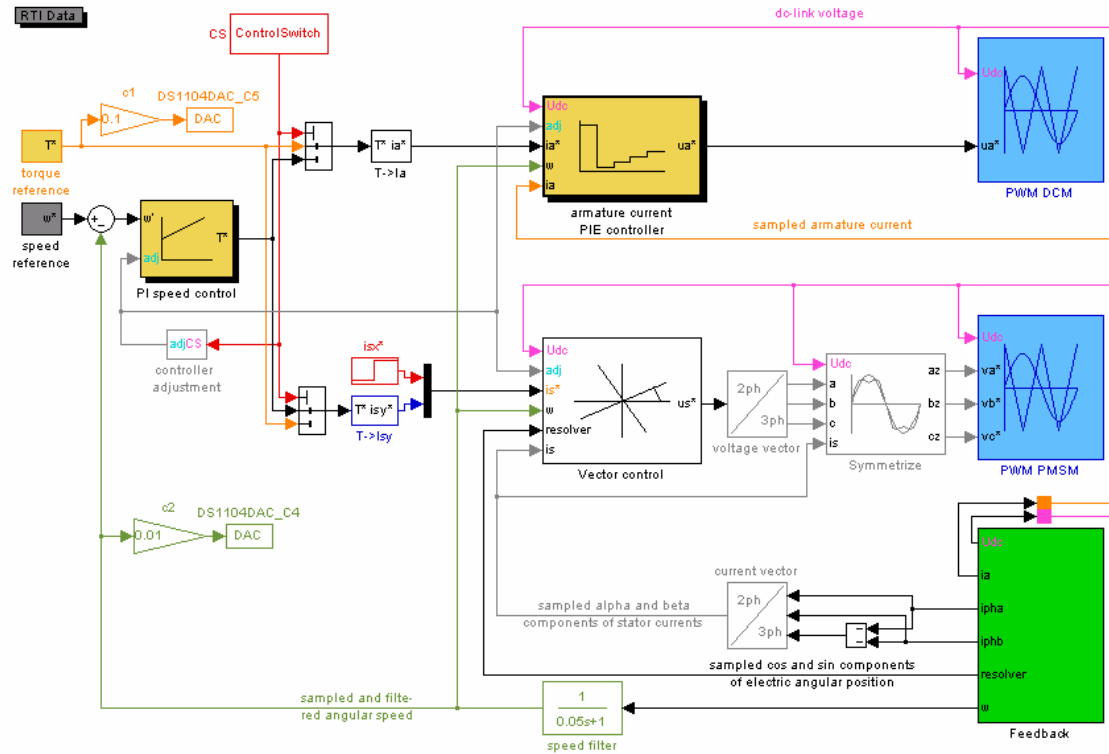 RTI Data
CS
ControlSwitch
dc-link voltage
c1
0.1
DS1104DAC_C5
DAC
T*
torque
reference
w*
speed
reference
w'
adj
T*
PI speed control
T* ia*
T->Ia
Udc
adj
ia*
w
ia
ua*
armature current
PIE controller
sampled armature current
Udc
ua*
PWM DCM
adjCS
controller
adjustment
isx*
T* isy*
T->Isy
Udc
adj
is*
w
resolver
is
us*
Vector control
2ph
3ph
voltage vector
Udc
a
b
c
is
az
bz
cz
Symmetrize
Udc
va*
vb*
vc*
PWM PMSM
c2
0.01
DS1104DAC_C4
DAC
current vector
2ph
3ph
sampled alpha and beta
components of stator currents
sampled cos and sin components
of electric angular position
Udc
ia
ipha
iphb
resolver
w
Feedback
sampled and filte-
red angular speed
1
0.05s+1
speed filter